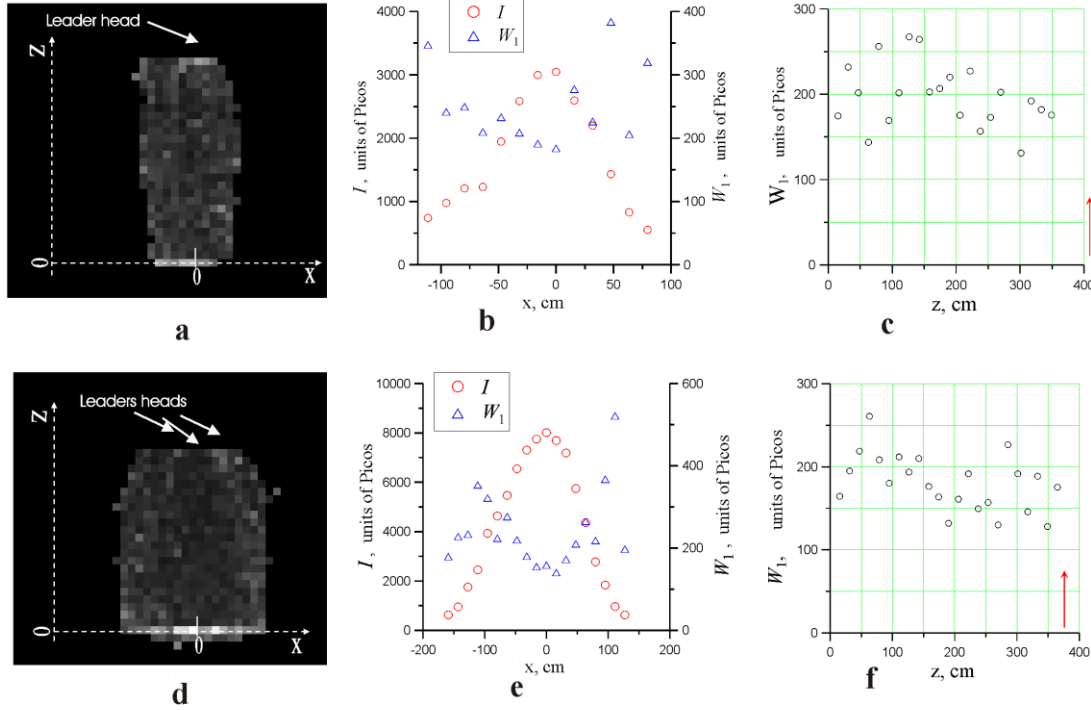 Leader head
Z
0
0
X
a
I
W1
4000
3000
2000
1000
0
I , units of Picos
400
300
200
100
0
W1 , units of Picos
-100
-50
0
50
100
x, cm
b
300
200
100
0
W1, units of Picos
0
100
200
300
400
z, cm
c
Leaders heads
Z
0
0
X
d
I
W1
10000
8000
6000
4000
2000
0
I , units of Picos
600
400
200
0
W1 , units of Picos
-200
-100
0
100
200
x, cm
e
300
200
100
0
W1, units of Picos
0
100
200
300
400
z, cm
f